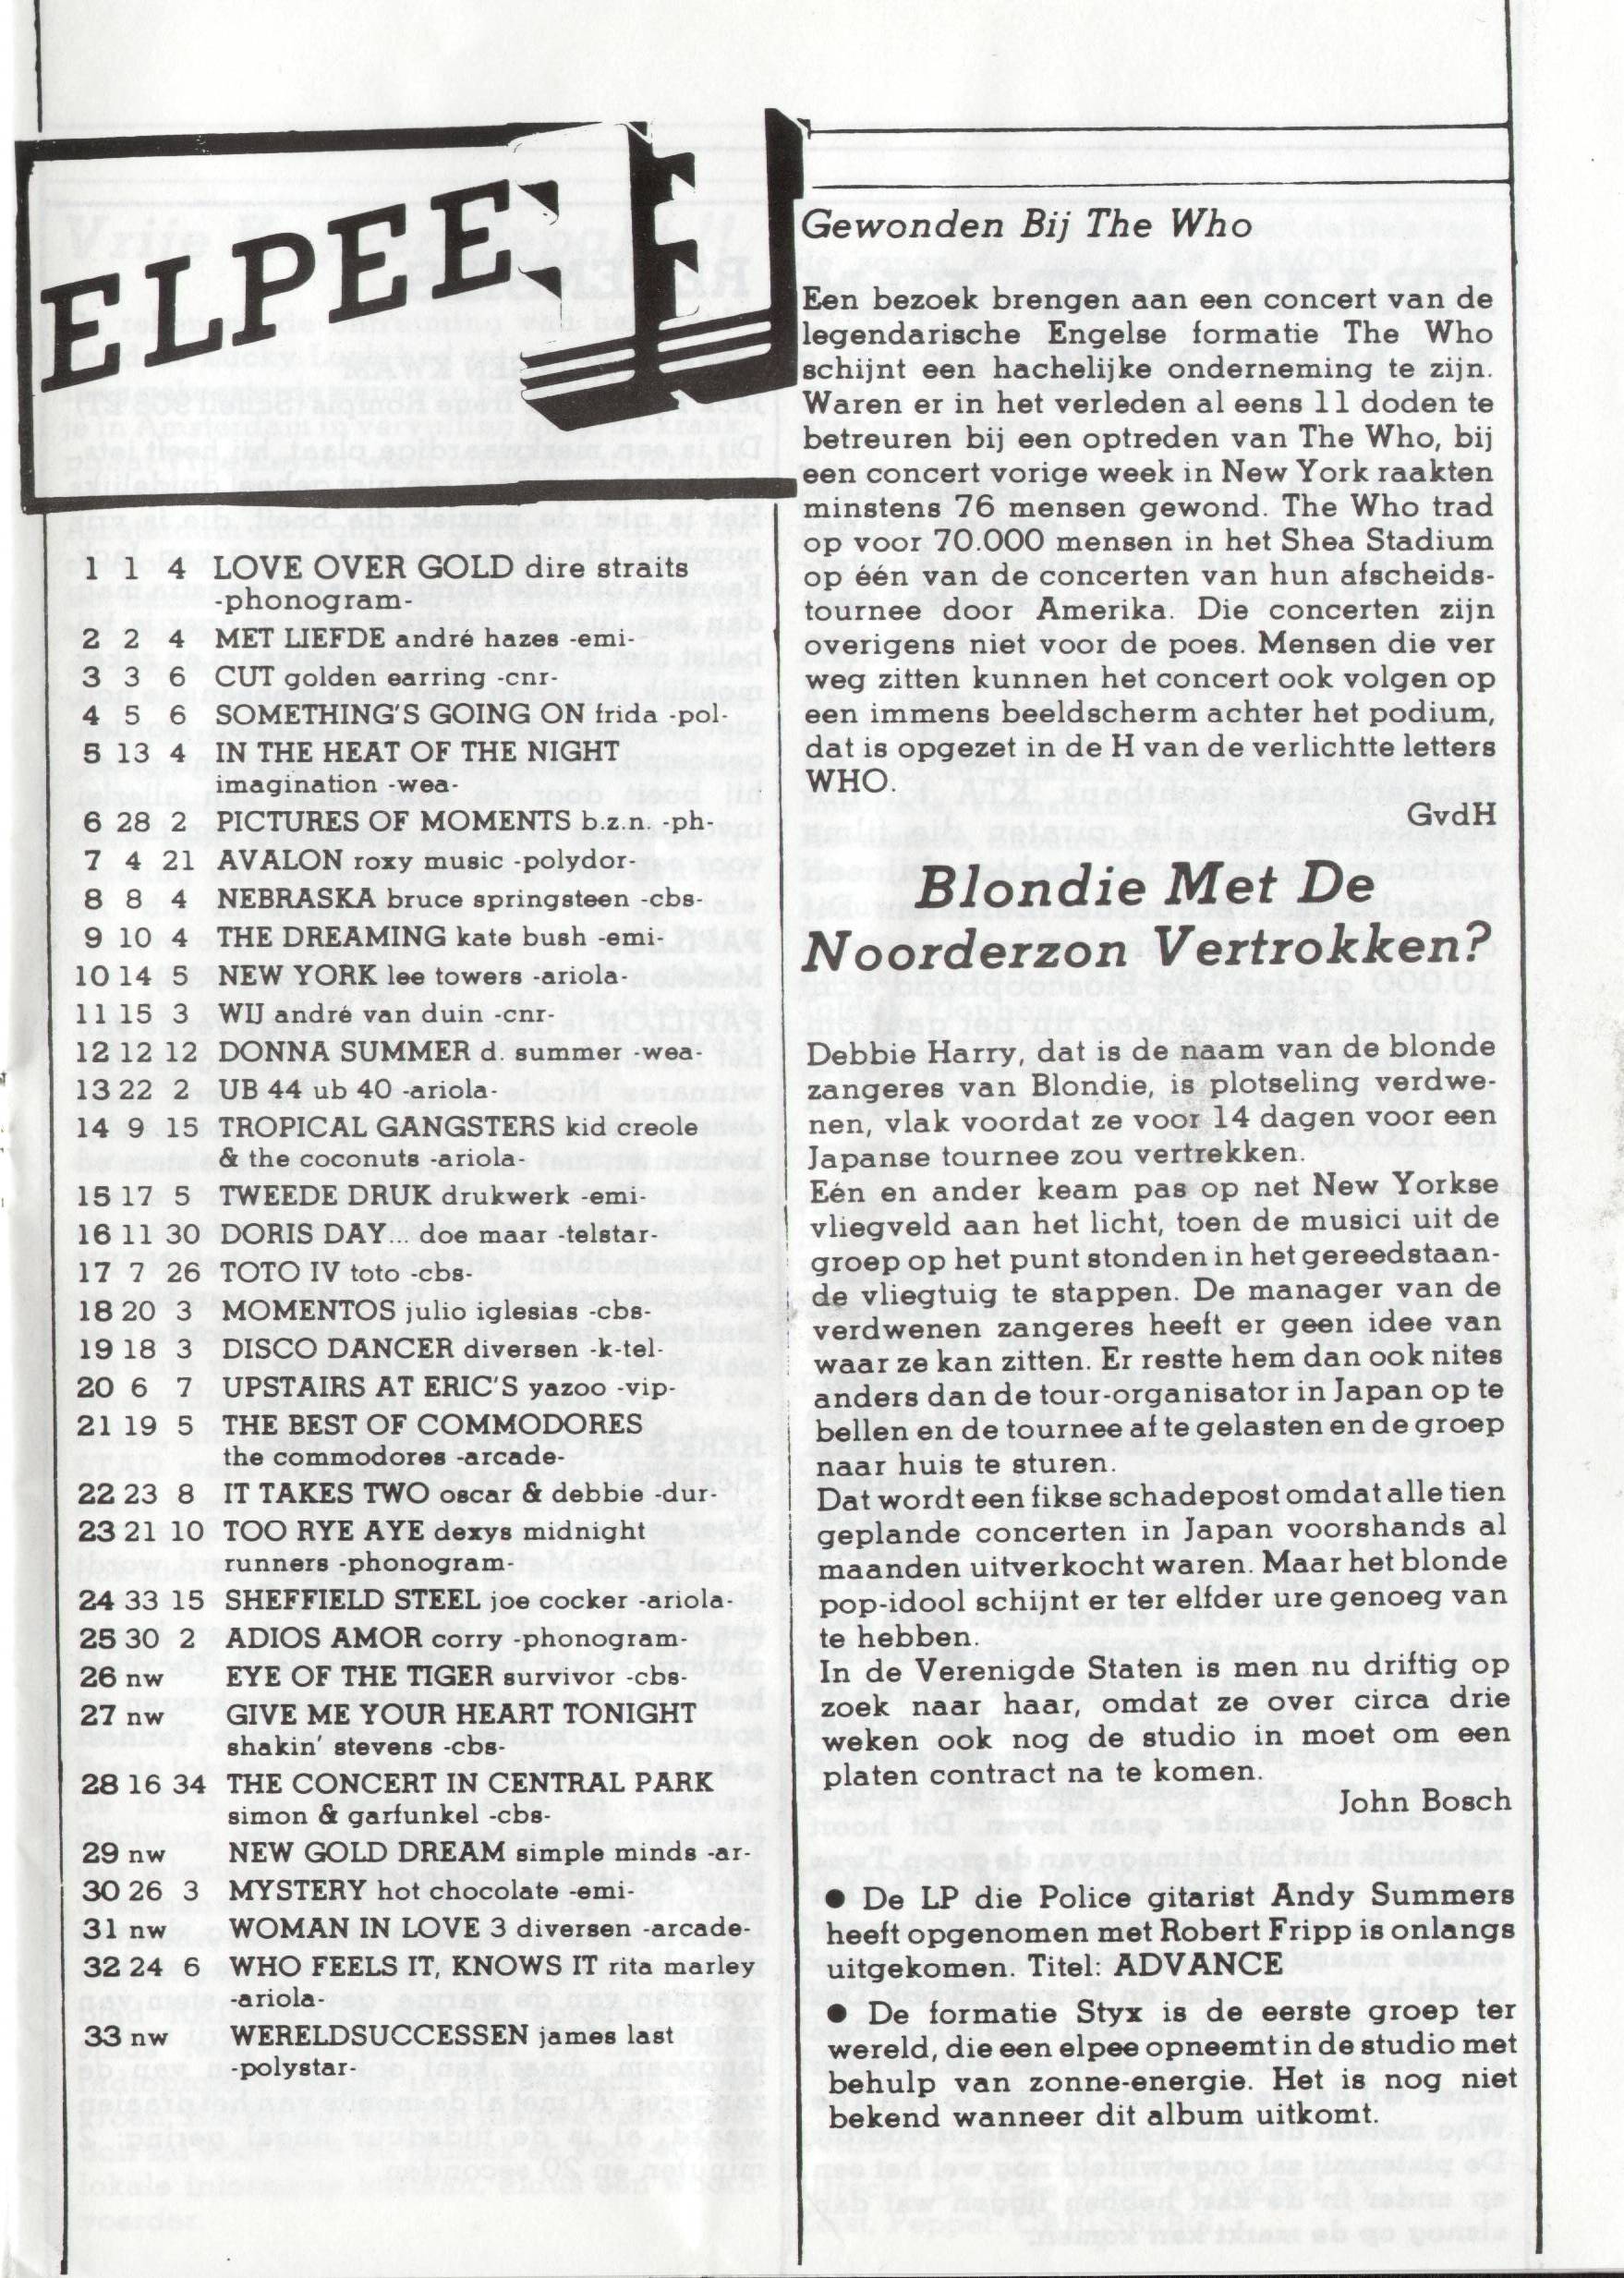 ELPEE
1 1 4 LOVE OVER GOLD dire straits
-phonogram-
2 2 4 MET LIEFDE andré hazes -emi-
3 3 6 CUT golden earring -cnr-
4 5 6 SOMETHING'S GOING ON frida -pol-
5 13 4 IN THE HEAT OF THE NIGHT
imagination -wea-
6 28 2 PICTURES OF MOMENTS b.z.n. -ph-
7 4 21 AVALON roxy music -polydor-
8 8 4 NEBRASKA bruce springsteen -cbs-
9 10 4 THE DREAMING kate bush -emi-
10 14 5 NEW YORK lee towers -ariola-
11 15 3 WIJ andré van duin -cnr-
12 12 12 DONNA SUMMER d. summer -wea-
13 22 2 UB 44 ub 40 -ariola-
14 9 15 TROPICAL GANGSTERS kid creole
& the coconuts -ariola-
15 17 5 TWEEDE DRUK drukwerk -emi-
16 11 30 DORIS DAY... doe maar -telstar-
17 7 26 TOTO IV toto -cbs-
18 20 3 MOMENTOS julio iglesias -cbs-
19 18 3 DISCO DANCER diversen -k-tel-
20 6 7 UPSTAIRS AT ERIC'S yazoo -vip-
21 19 5 THE BEST OF COMMODORES
the commodores -arcade-
22 23 8 IT TAKES TWO oscar & debbie -dur-
23 21 10 TOO RYE AYE dexys midnight
runners -phonogram-
24 33 15 SHEFFIELD STEEL joe cocker -ariola-
25 30 2 ADIOS AMOR corry -phonogram-
26 nw EYE OF THE TIGER survivor -cbs-
27 nw GIVE ME YOUR HEART TONIGHT
shakin' stevens -cbs-
28 16 34 THE CONCERT IN CENTRAL PARK
simon & garfunkel -cbs-
29 nw NEW GOLD DREAM simple minds -ar-
30 26 3 MYSTERY hot chocolate -emi-
31 nw WOMAN IN LOVE 3 diversen -arcade-
32 24 6 WHO FEELS IT, KNOWS IT rita marley
-ariola-
33 nw WERELDSUCCESSEN james last
-polystar-
Gewonden Bij The Who
Een bezoek brengen aan een concert van de
legendarische Engelse formatie The Who
schijnt een hachelijke onderneming te zijn.
Waren er in het verleden al eens 11 doden te
betreuren bij een optreden van The Who, bij
een concert vorige week in New York raakten
minstens 76 mensen gewond. The Who trad
op voor 70.000 mensen in het Shea Stadium
op één van de concerten van hun afscheids-
tournee door Amerika. Die concerten zijn
overigens niet voor de poes. Mensen die ver
weg zitten kunnen het concert ook volgen op
een immens beeldscherm achter het podium,
dat is opgezet in de H van de verlichtte letters
WHO.
GvdH
Blondie Met De
Noorderzon Vertrokken?
Debbie Harry, dat is de naam van de blonde
zangeres van Blondie, is plotseling verdwe-
nen, vlak voordat ze voor 14 dagen voor een
Japanse tournee zou vertrekken.
Eén en ander keam pas op net New Yorkse
vliegveld aan het licht, toen de musici uit de
groep op het punt stonden in het gereedstaan-
de vliegtuig te stappen. De manager van de
verdwenen zangeres heeft er geen idee van
waar ze kan zitten. Er restte hem dan ook nites
anders dan de tour-organisator in Japan op te
bellen en de tournee af te gelasten en de groep
naar huis te sturen.
Dat wordt een fikse schadepost omdat alle tien
geplande concerten in Japan voorshands al
maanden uitverkocht waren. Maar het blonde
pop-idool schijnt er ter elfder ure genoeg van
te hebben.
In de Verenigde Staten is men nu driftig op
zoek naar haar, omdat ze over circa drie
weken ook nog de studio in moet om een
platen contract na te komen.
John Bosch
● De LP die Police gitarist Andy Summers
heeft opgenomen met Robert Fripp is onlangs
uitgekomen. Titel: ADVANCE
● De formatie Styx is de eerste groep ter
wereld, die een elpee opneemt in de studio met
behulp van zonne-energie. Het is nog niet
bekend wanneer dit album uitkomt.